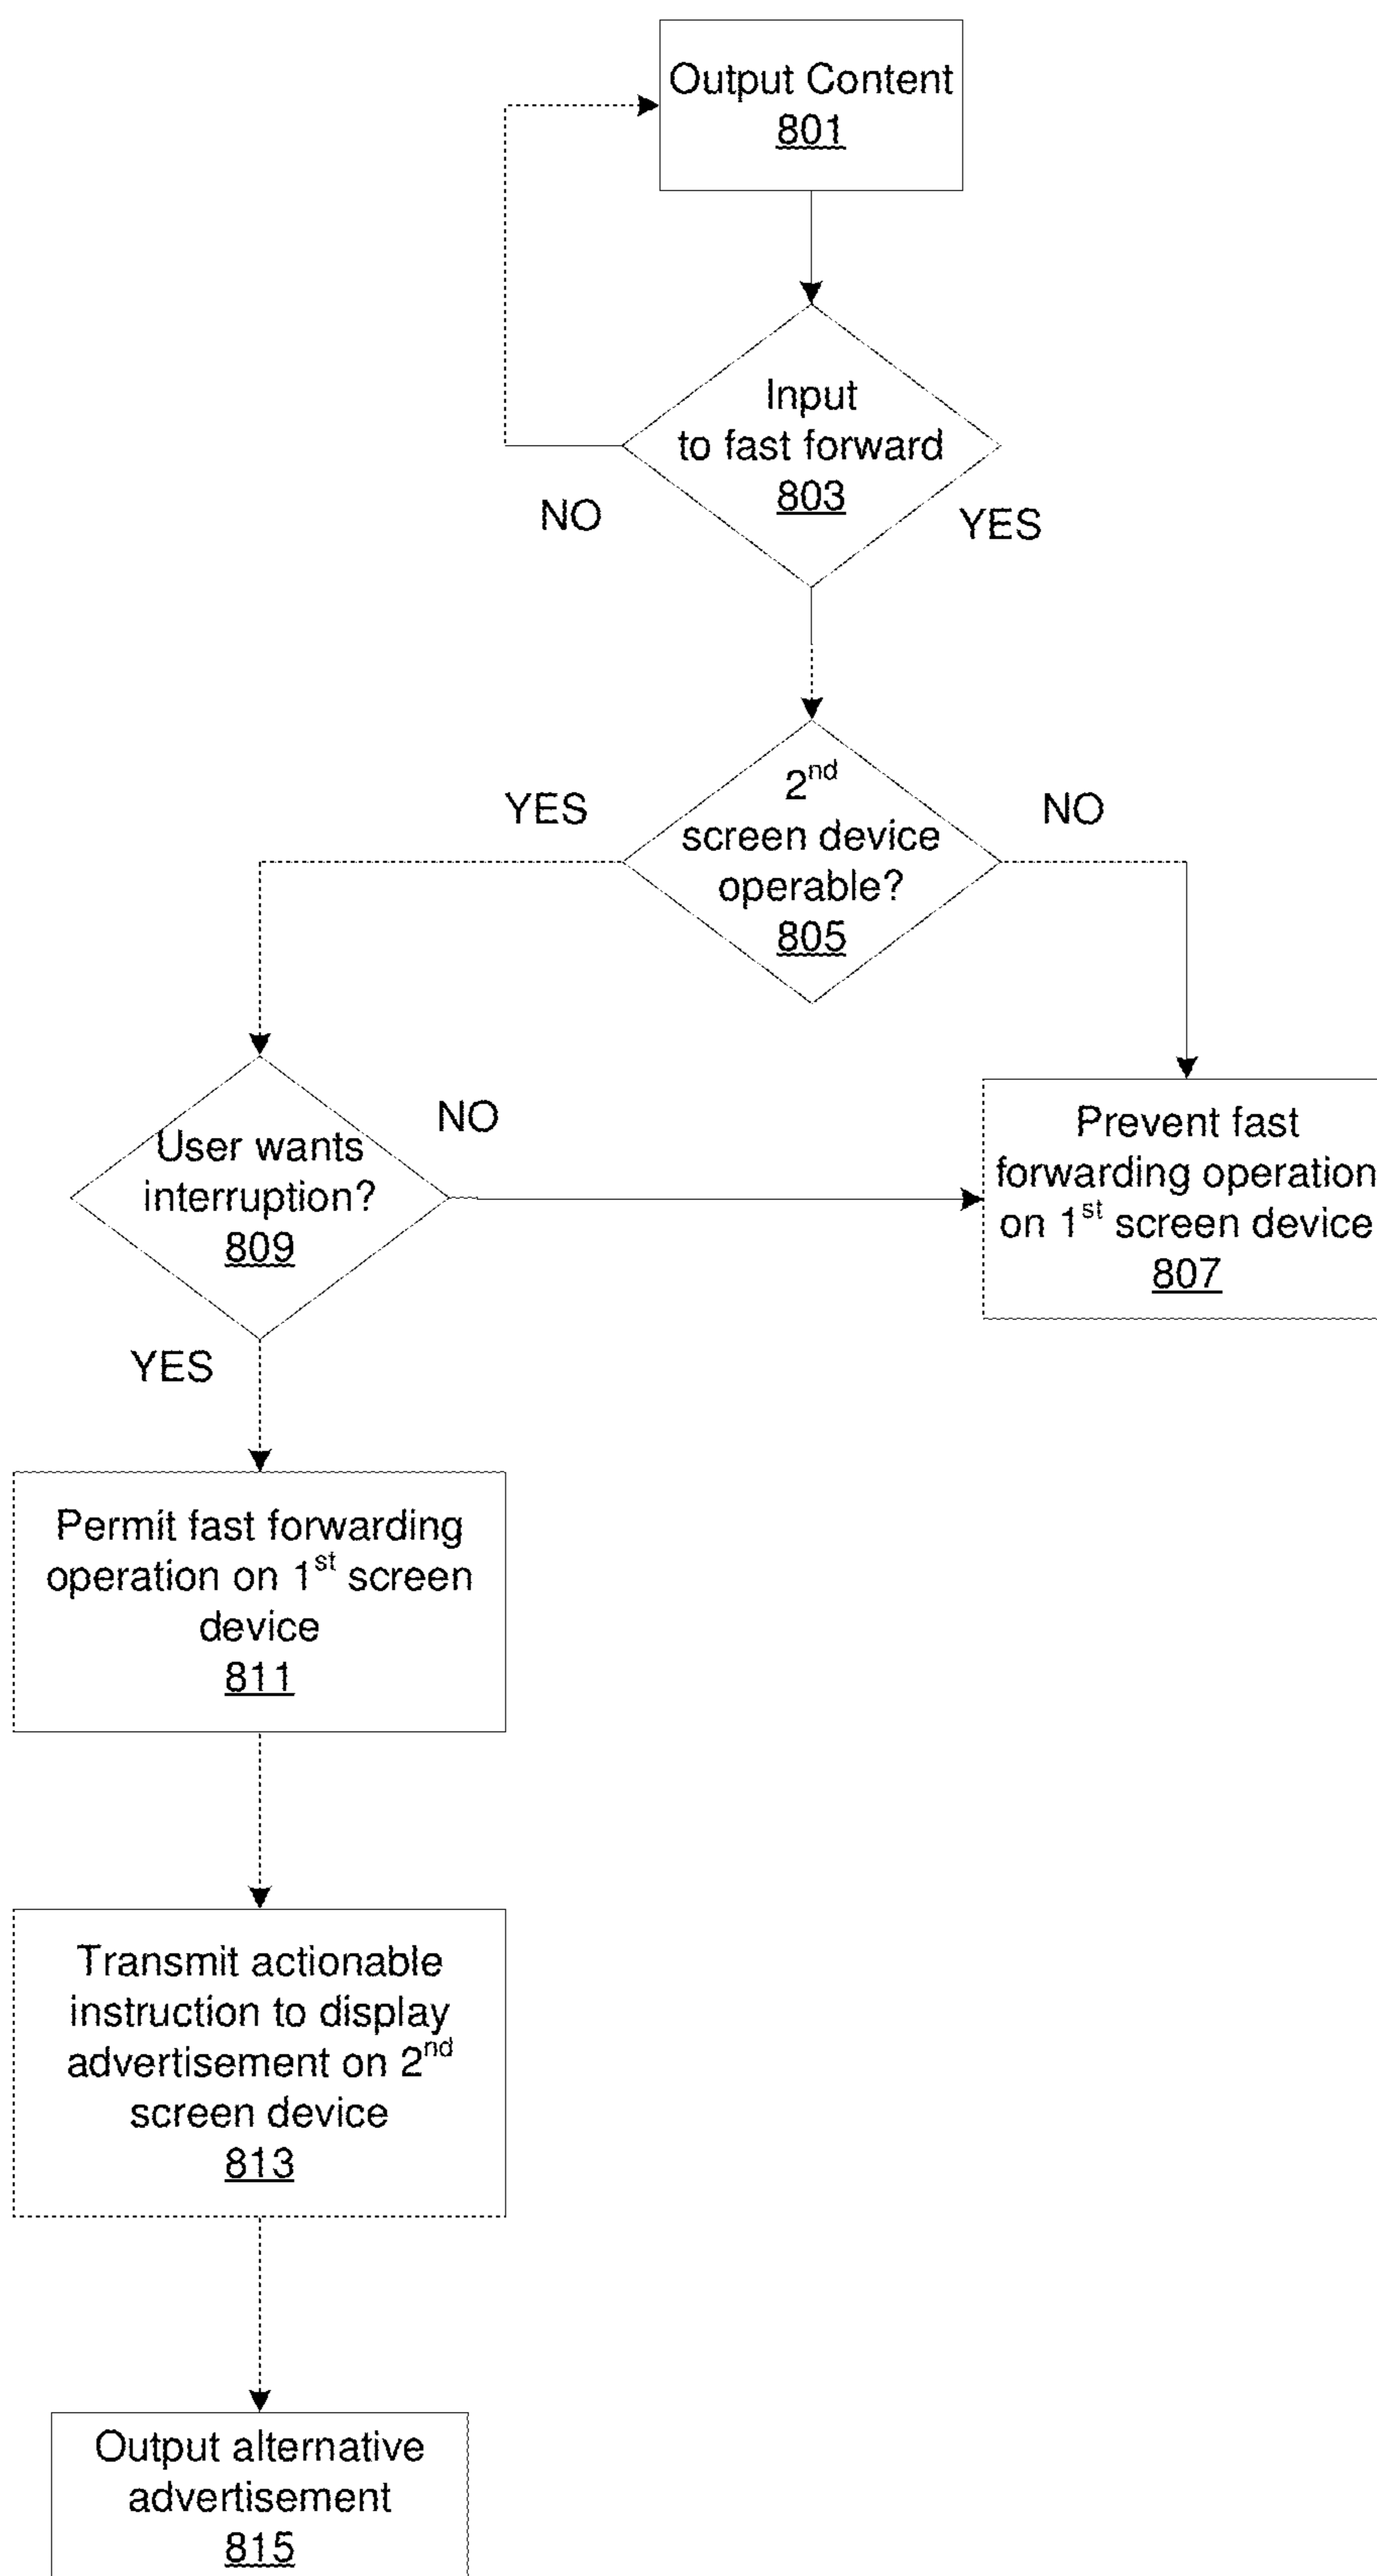 Output Content
801
Input
to fast forward
803
NO
YES
2nd
screen device
operable?
805
YES
NO
User wants
interruption?
809
NO
YES
Prevent fast
forwarding operation
on 1st screen device
807
Permit fast forwarding
operation on 1st screen
device
811
Transmit actionable
instruction to display
advertisement on 2nd
screen device
813
Output alternative
advertisement
815